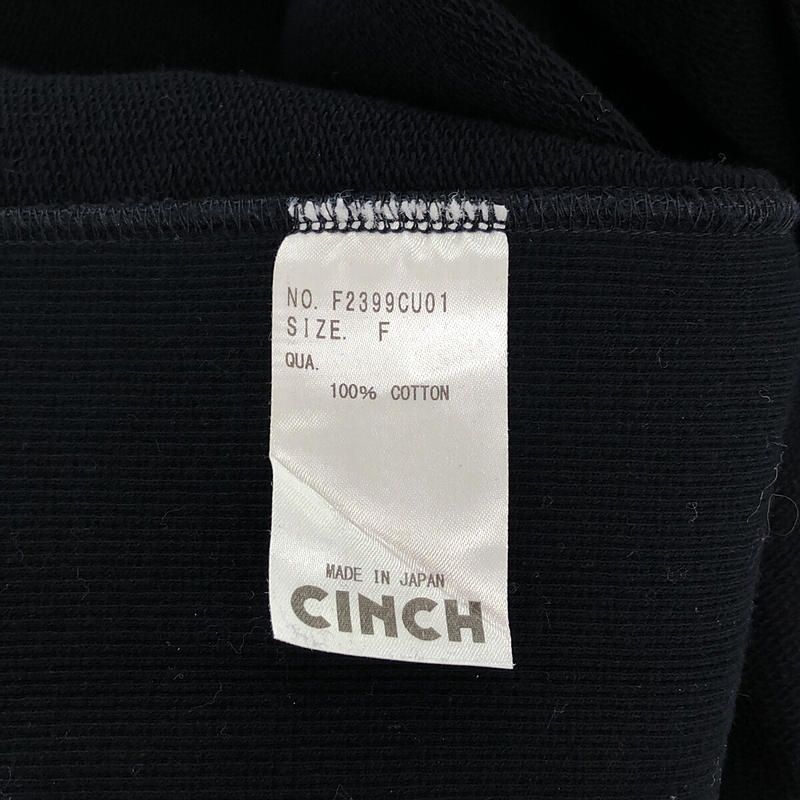 NO. F2399CU01
SIZE. F
QUA.
100% COTTON
MADE IN JAPAN
CINCH